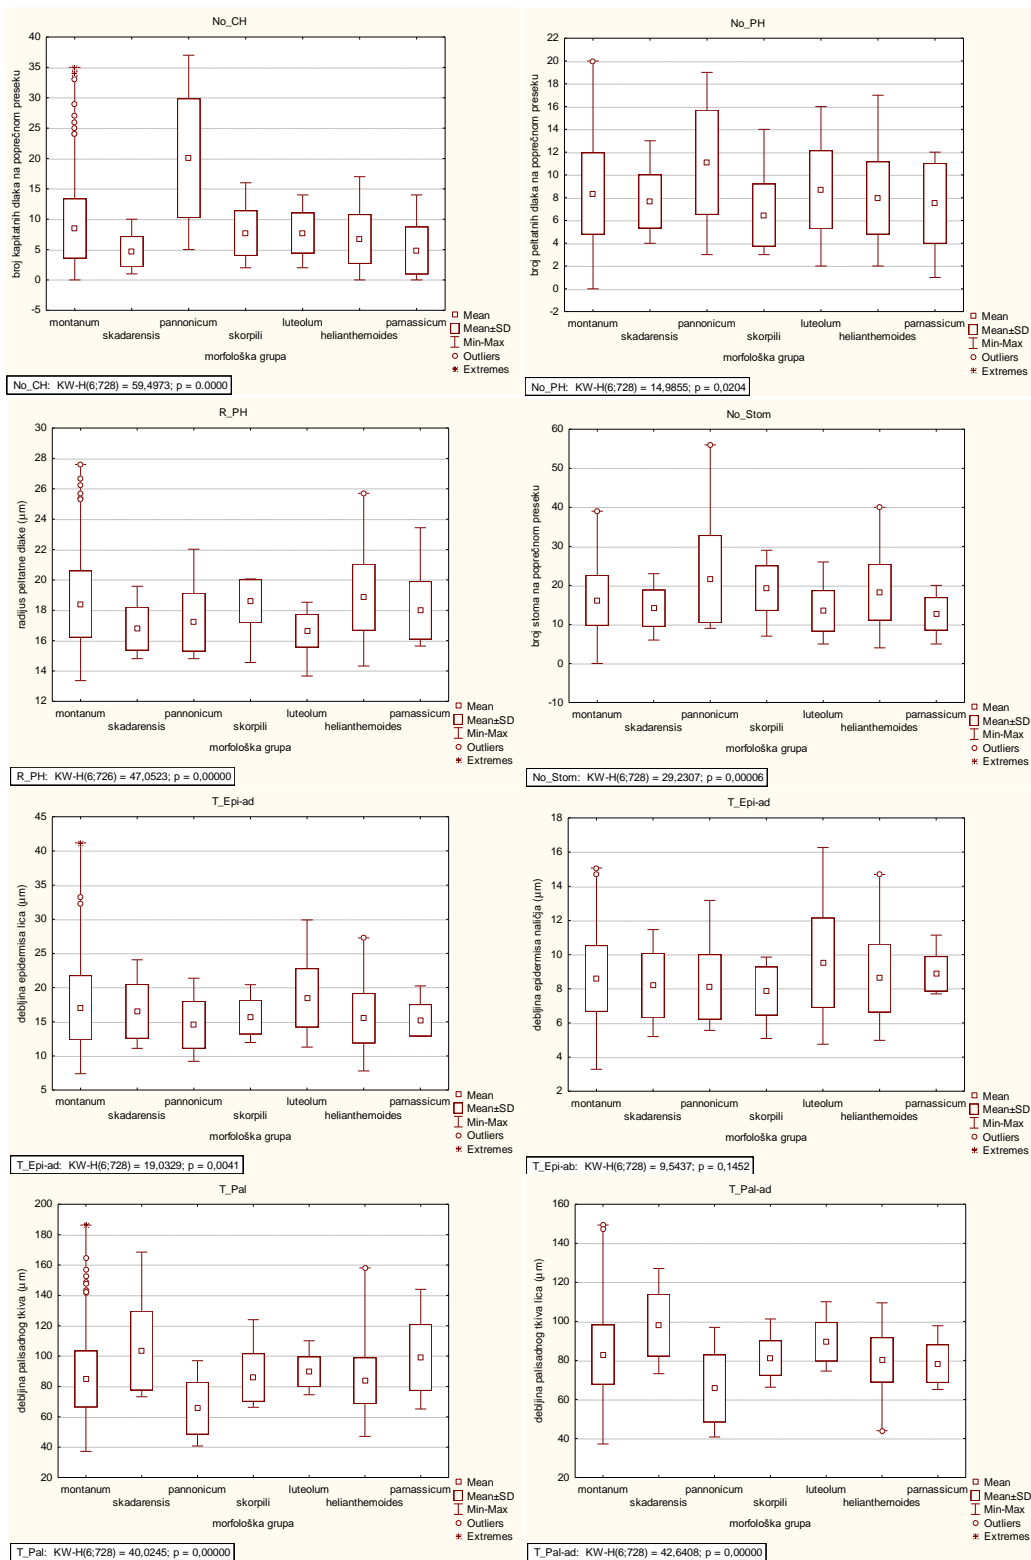 No_CH
broj kapitatnih dlaka na poprečnom preseku
40
35
30
25
20
15
10
5
0
-5
montanum
skadarensis
pannonicum
skorpili
luteolum
helianthemoides
parnassicum
morfološka grupa
Mean
Mean±SD
Min-Max
Outliers
Extremes
No_CH: KW-H(6;728) = 59,4973; p = 0.0000
No_PH
broj peltatnih dlaka na poprečnom preseku
22
20
18
16
14
12
10
8
6
4
2
0
-2
montanum
skadarensis
pannonicum
skorpili
luteolum
helianthemoides
parnassicum
morfološka grupa
Mean
Mean±SD
Min-Max
Outliers
Extremes
No_PH: KW-H(6;728) = 14,9855; p = 0,0204
R_PH
radijus peltatne dlake (µm)
30
28
26
24
22
20
18
16
14
12
montanum
skadarensis
pannonicum
skorpili
luteolum
helianthemoides
parnassicum
morfološka grupa
Mean
Mean±SD
Min-Max
Outliers
Extremes
R_PH: KW-H(6;726) = 47,0523; p = 0,00000
No_Stom
broj stoma na poprečnom preseku
60
50
40
30
20
10
0
-10
montanum
skadarensis
pannonicum
skorpili
luteolum
helianthemoides
parnassicum
morfološka grupa
Mean
Mean±SD
Min-Max
Outliers
Extremes
No_Stom: KW-H(6;728) = 29,2307; p = 0,00006
T_Epi-ad
debljina epidermisa lica (µm)
45
40
35
30
25
20
15
10
5
montanum
skadarensis
pannonicum
skorpili
luteolum
helianthemoides
parnassicum
morfološka grupa
Mean
Mean±SD
Min-Max
Outliers
Extremes
T_Epi-ad: KW-H(6;728) = 19,0329; p = 0,0041
T_Epi-ad
debljina epidermisa naličja (µm)
18
16
14
12
10
8
6
4
2
montanum
skadarensis
pannonicum
skorpili
luteolum
helianthemoides
parnassicum
morfološka grupa
Mean
Mean±SD
Min-Max
Outliers
Extremes
T_Epi-ab: KW-H(6;728) = 9,5437; p = 0,1452
T_Pal
debljina palisadnog tkiva (µm)
200
180
160
140
120
100
80
60
40
20
montanum
skadarensis
pannonicum
skorpili
luteolum
helianthemoides
parnassicum
morfološka grupa
Mean
Mean±SD
Min-Max
Outliers
Extremes
T_Pal: KW-H(6;728) = 40,0245; p = 0,00000
T_Pal-ad
debljina palisadnog tkiva lica (µm)
160
140
120
100
80
60
40
20
montanum
skadarensis
pannonicum
skorpili
luteolum
helianthemoides
parnassicum
morfološka grupa
Mean
Mean±SD
Min-Max
Outliers
Extremes
T_Pal-ad: KW-H(6;728) = 42,6408; p = 0,00000